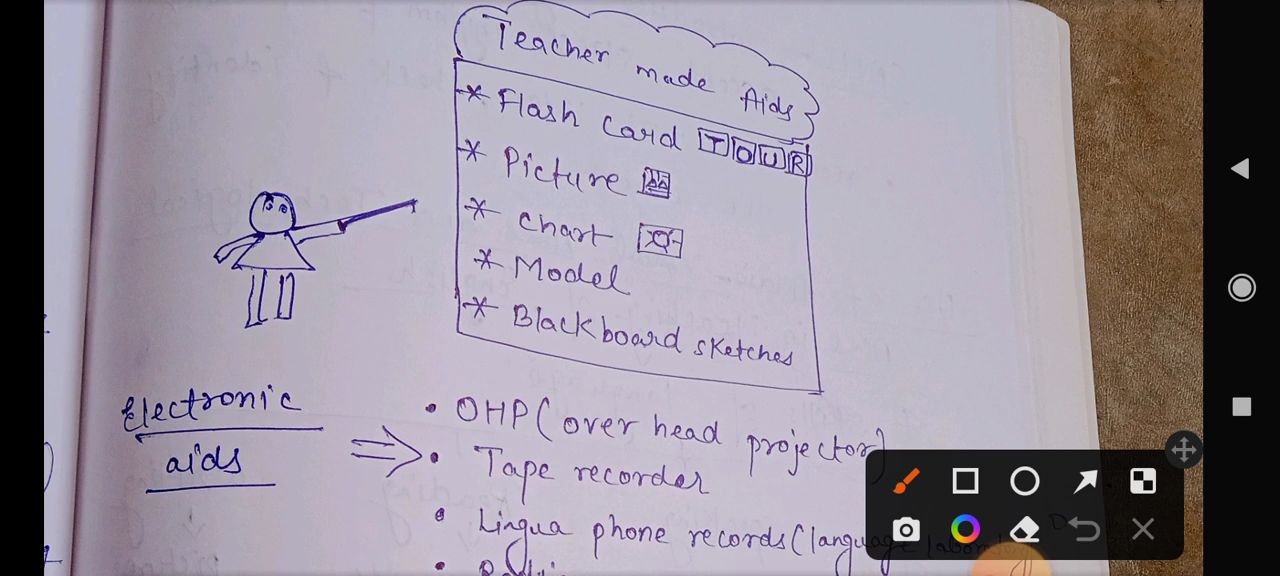 Teacher made Aids
* Flash Card TOUR
* Picture
* Chart
* Model
* Blackboard sketches
Electronic aids
⇒ • OHP (over head projector)
• Tape recorder
• Lingua phone records (language
•